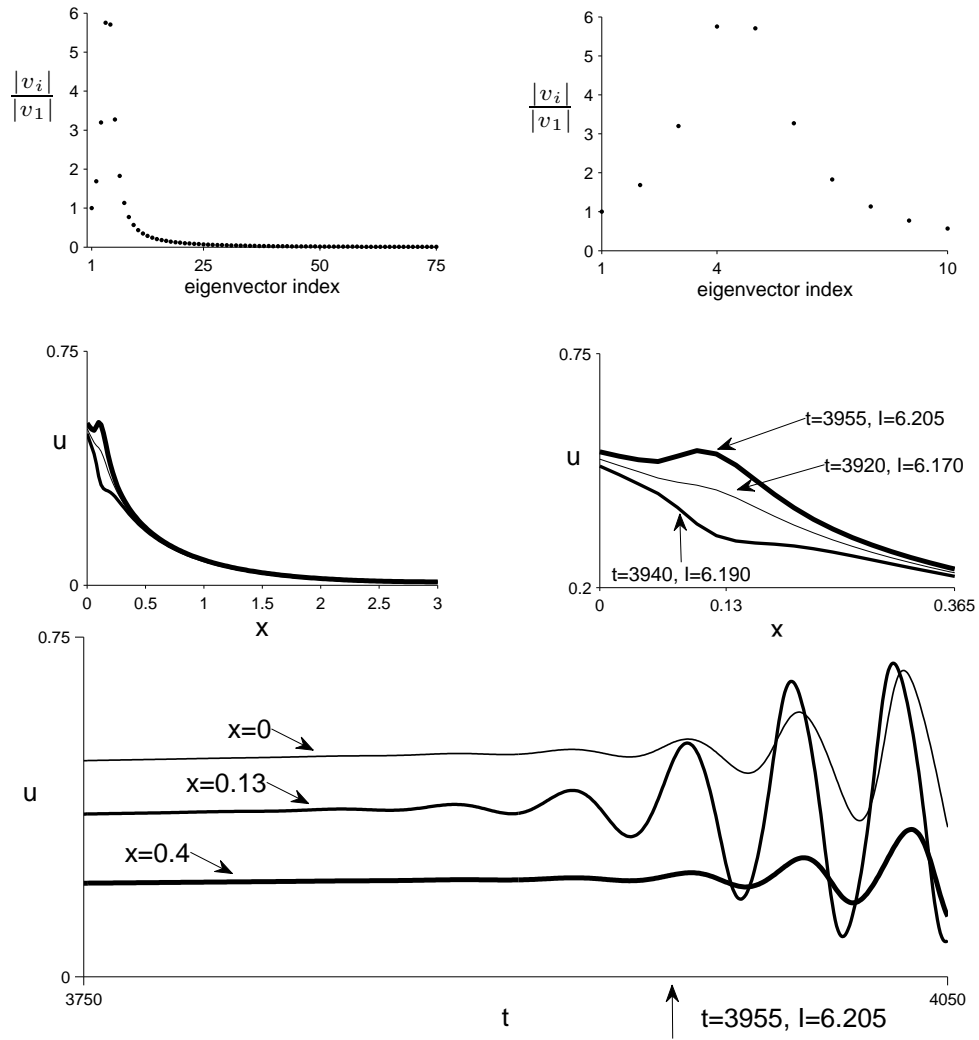 6
5
4
3
2
1
0
|v_i|
|v_1|
1 25 50 75
eigenvector index
6
5
4
3
2
1
0
|v_i|
|v_1|
1 4 10
eigenvector index
0.75
u
0
0 0.5 1 1.5 2 2.5 3
x
0.75
u
0.2
t=3955, I=6.205
t=3920, I=6.170
t=3940, I=6.190
0 0.13 0.365
x
0.75
u
0
x=0
x=0.13
x=0.4
3750 4050
t
t=3955, I=6.205